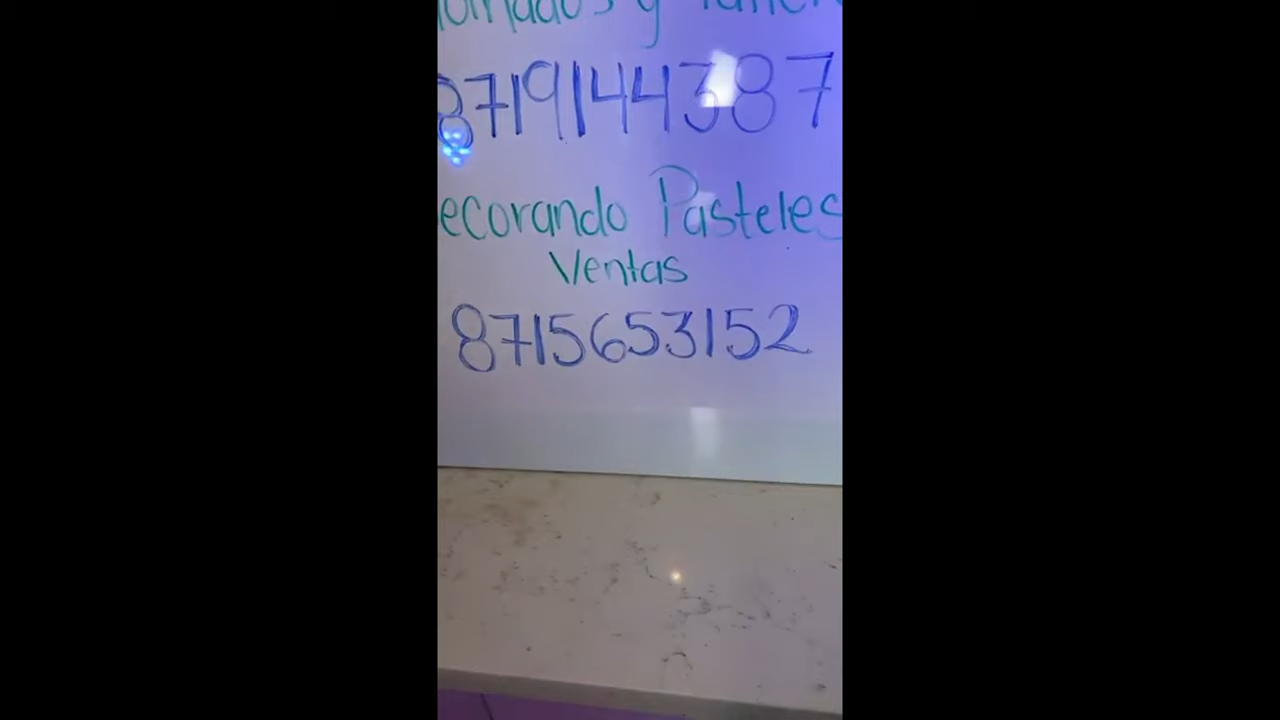 y
8719144387
ecorando Pasteles
Ventas
8715653152